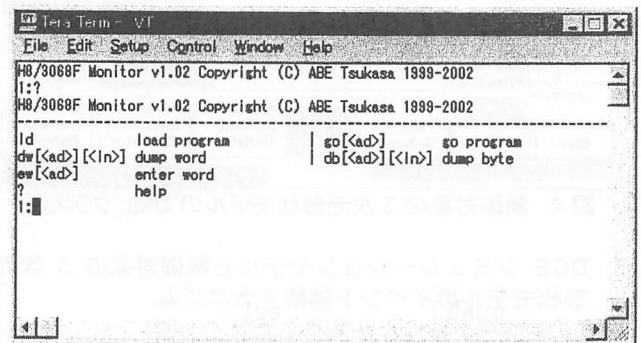 Tera Term - VT
File Edit Setup Control Window Help
H8/3068F Monitor v1.02 Copyright (C) ABE Tsukasa 1999-2002
1:?
H8/3068F Monitor v1.02 Copyright (C) ABE Tsukasa 1999-2002
ld load program | go[<ad>] go program
dw[<ad>][<ln>] dump word | db[<ad>][<ln>] dump byte
ew[<ad>] enter word
? help
1: